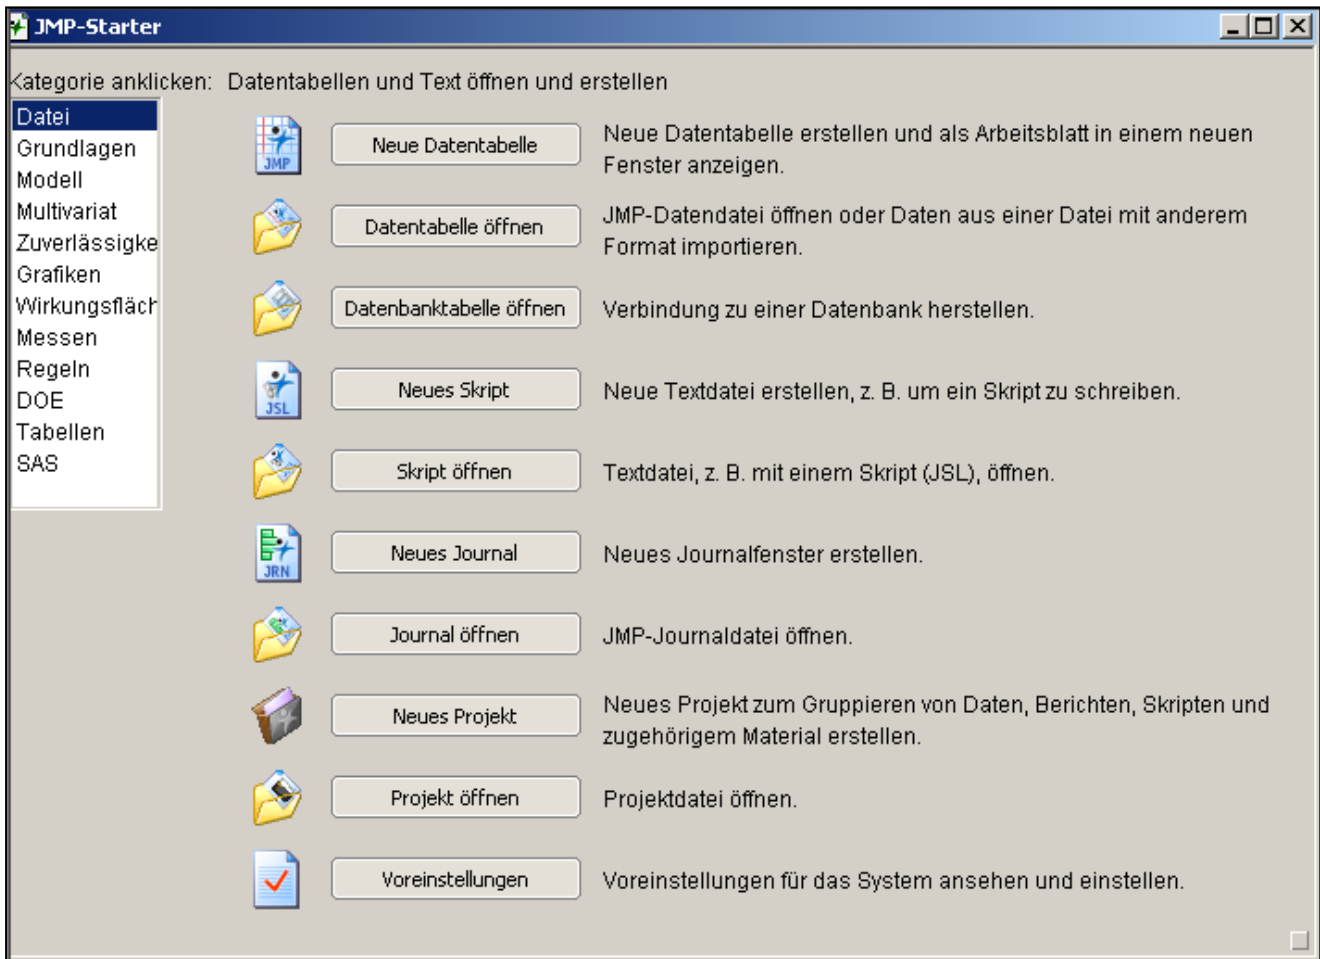 JMP-Starter
Kategorie anklicken: Datentabellen und Text öffnen und erstellen
Datei
Grundlagen
Modell
Multivariat
Zuverlässigke
Grafiken
Wirkungsfläch
Messen
Regeln
DOE
Tabellen
SAS
JMP
Neue Datentabelle
Neue Datentabelle erstellen und als Arbeitsblatt in einem neuen
Fenster anzeigen.
Datentabelle öffnen
JMP-Datendatei öffnen oder Daten aus einer Datei mit anderem
Format importieren.
Datenbanktabelle öffnen
Verbindung zu einer Datenbank herstellen.
JSL
Neues Skript
Neue Textdatei erstellen, z. B. um ein Skript zu schreiben.
Skript öffnen
Textdatei, z. B. mit einem Skript (JSL), öffnen.
JRN
Neues Journal
Neues Journalfenster erstellen.
Journal öffnen
JMP-Journaldatei öffnen.
Neues Projekt
Neues Projekt zum Gruppieren von Daten, Berichten, Skripten und
zugehörigem Material erstellen.
Projekt öffnen
Projektdatei öffnen.
Voreinstellungen
Voreinstellungen für das System ansehen und einstellen.